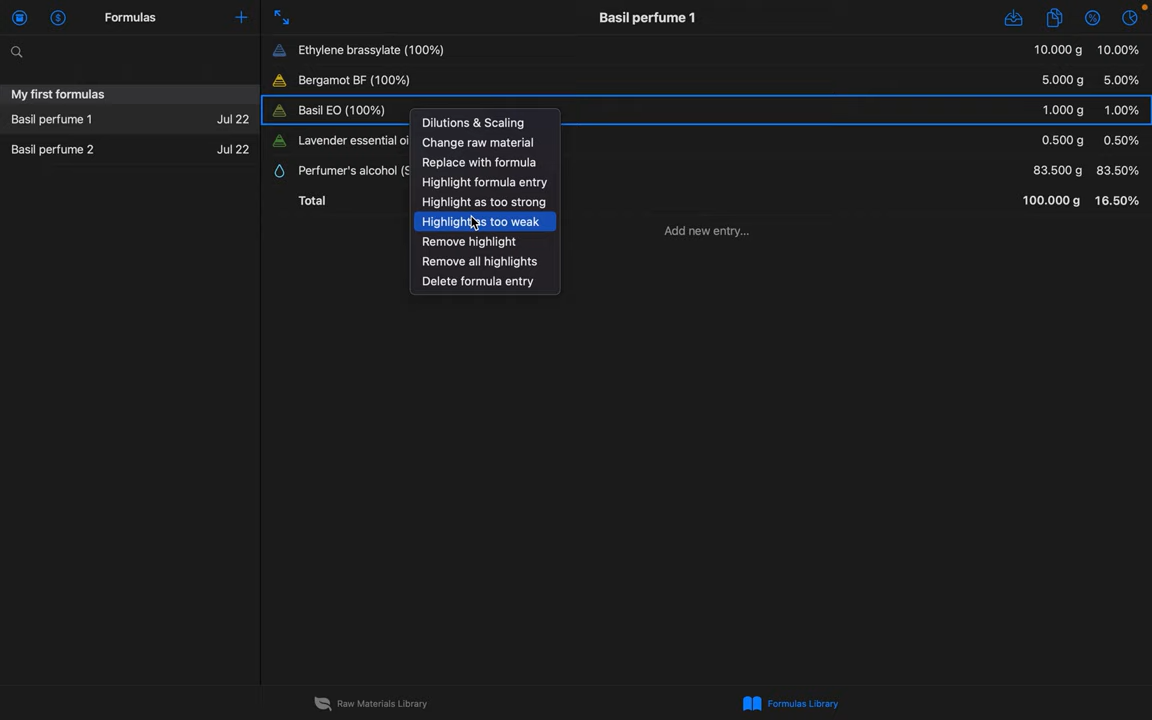 Formulas
Basil perfume 1
My first formulas
Basil perfume 1 Jul 22
Basil perfume 2 Jul 22
Ethylene brassylate (100%) 10.000 g 10.00%
Bergamot BF (100%) 5.000 g 5.00%
Basil EO (100%) 1.000 g 1.00%
Lavender essential oi 0.500 g 0.50%
Perfumer's alcohol (S 83.500 g 83.50%
Total 100.000 g 16.50%
Add new entry...
Dilutions & Scaling
Change raw material
Replace with formula
Highlight formula entry
Highlight as too strong
Highlight as too weak
Remove highlight
Remove all highlights
Delete formula entry
Raw Materials Library
Formulas Library